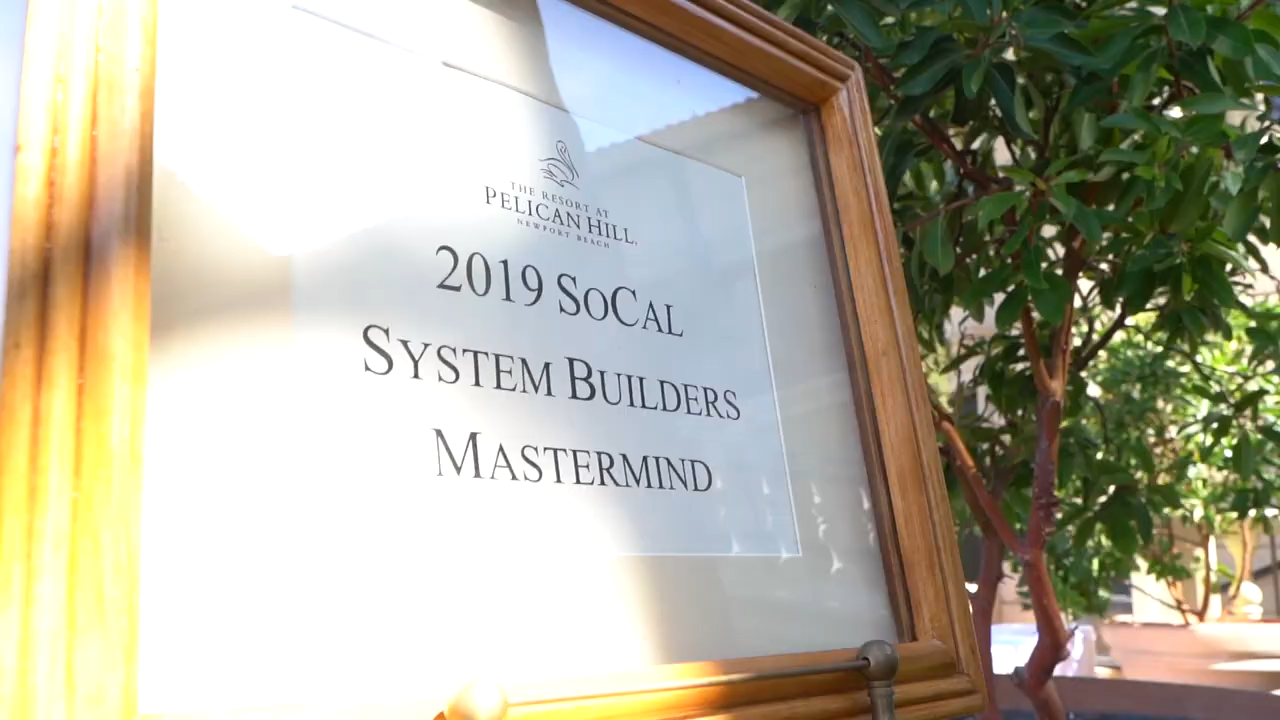 THE RESORT AT
PELICAN HILL.
NEWPORT BEACH
2019 SoCAL
SYSTEM BUILDERS
MASTERMIND